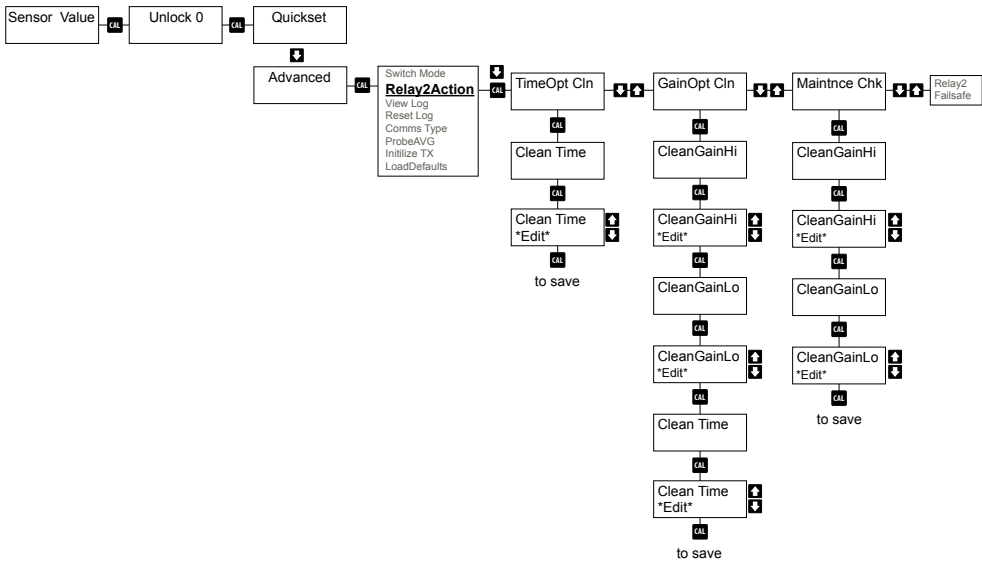 Sensor Value
CAL
Unlock 0
CAL
Quickset
Advanced
CAL
Switch Mode
Relay2Action
View Log
Reset Log
Comms Type
ProbeAVG
Initilize TX
LoadDefaults
CAL
TimeOpt Cln
CAL
Clean Time
CAL
Clean Time
*Edit*
CAL
to save
GainOpt Cln
CAL
CleanGainHi
CAL
CleanGainHi
*Edit*
CAL
CleanGainLo
CAL
CleanGainLo
*Edit*
CAL
Clean Time
CAL
Clean Time
*Edit*
CAL
to save
Maintnce Chk
CAL
CleanGainHi
CAL
CleanGainHi
*Edit*
CAL
CleanGainLo
CAL
CleanGainLo
*Edit*
CAL
to save
Relay2
Failsafe